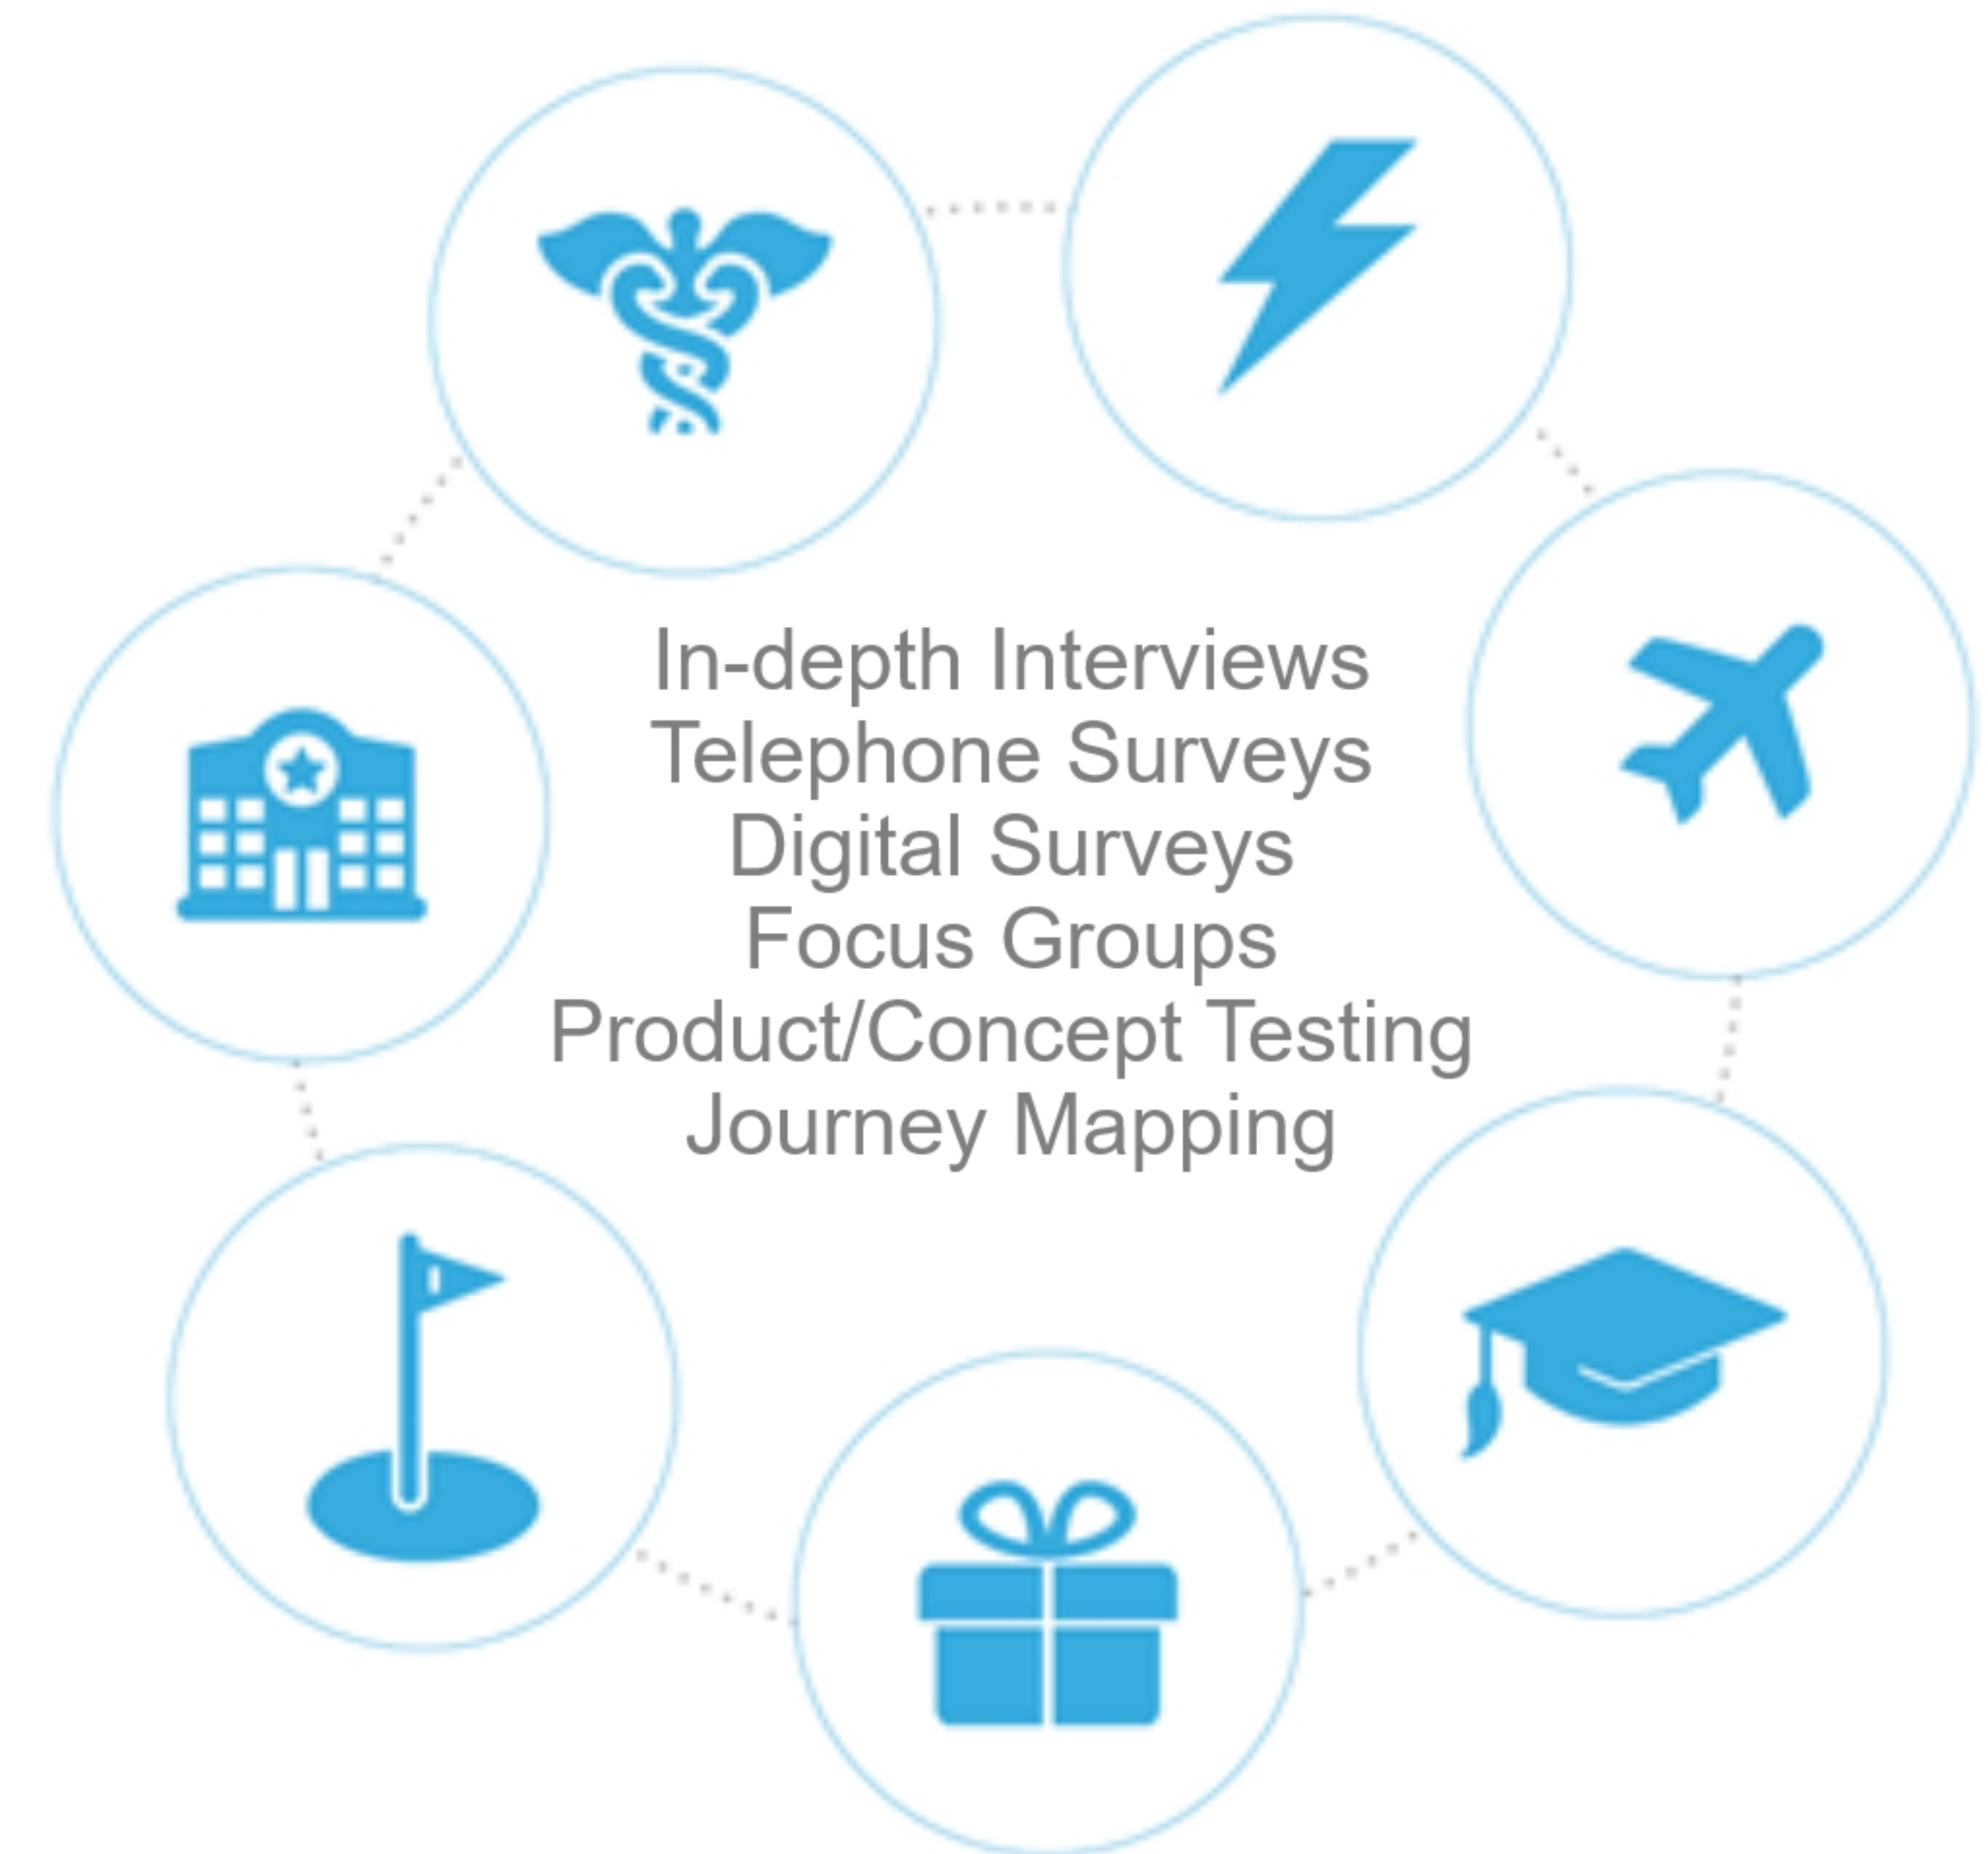 In-depth Interviews
Telephone Surveys
Digital Surveys
Focus Groups
Product/Concept Testing
Journey Mapping